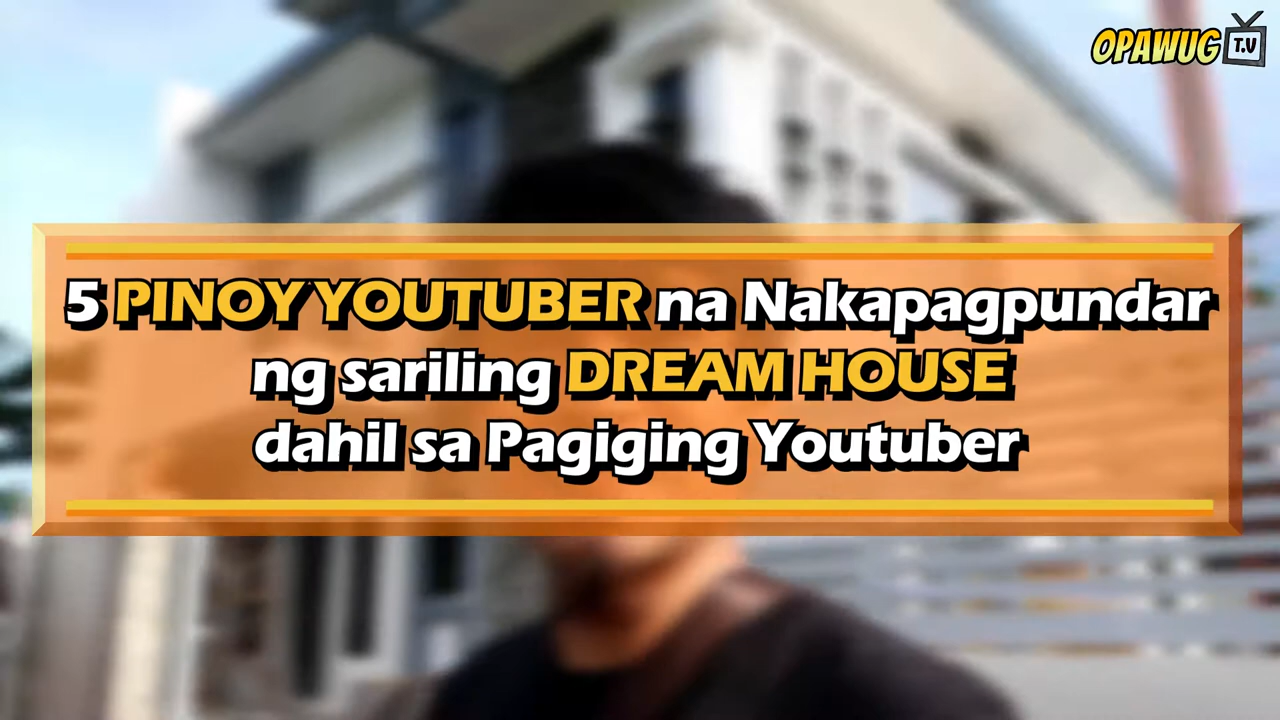 OPAWUG T.V
5 PINOY YOUTUBER na Nakapagpundar
ng sariling DREAM HOUSE
dahil sa Pagiging Youtuber